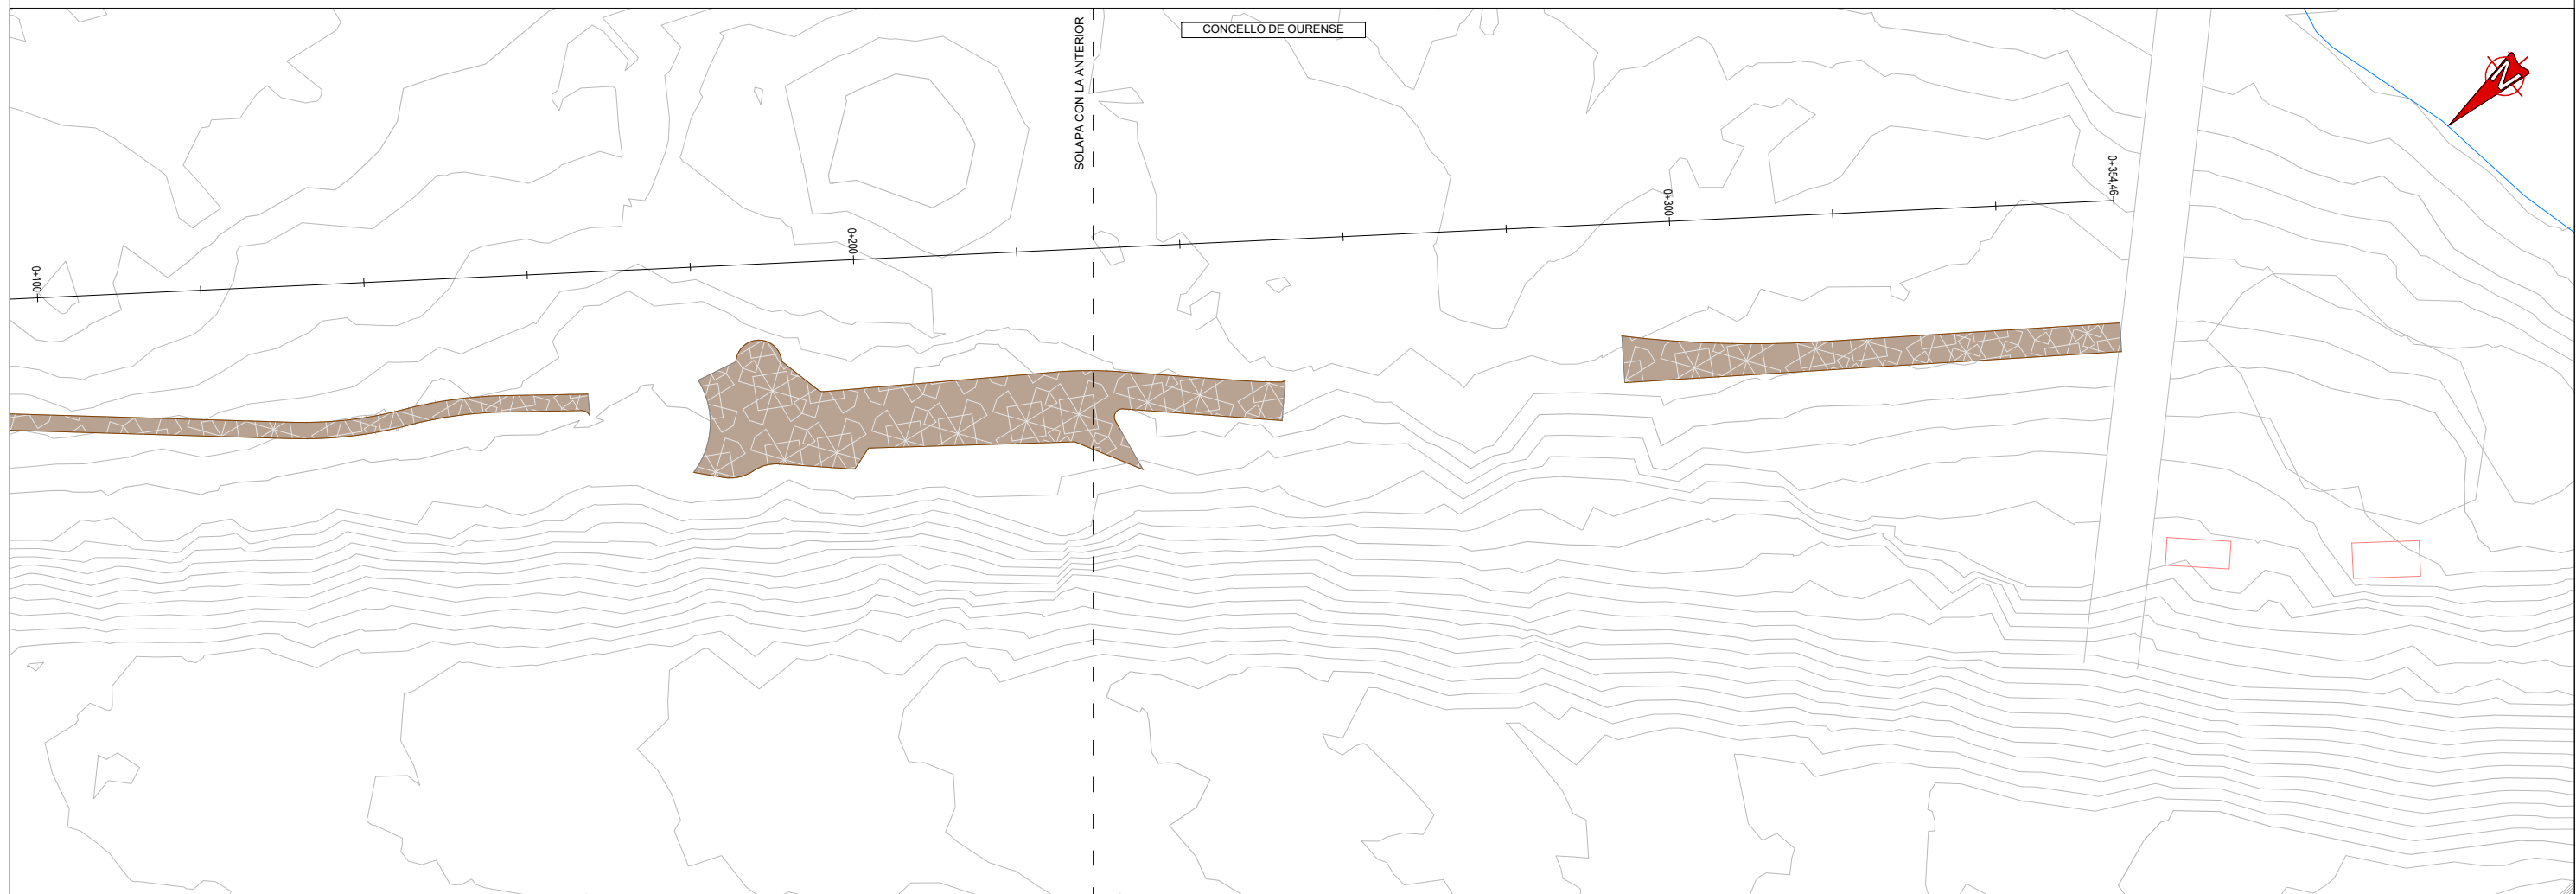 CONCELLO DE OURENSE
SOLAPA CON LA ANTERIOR
N
0+100
0+200
0+300
0+354,46